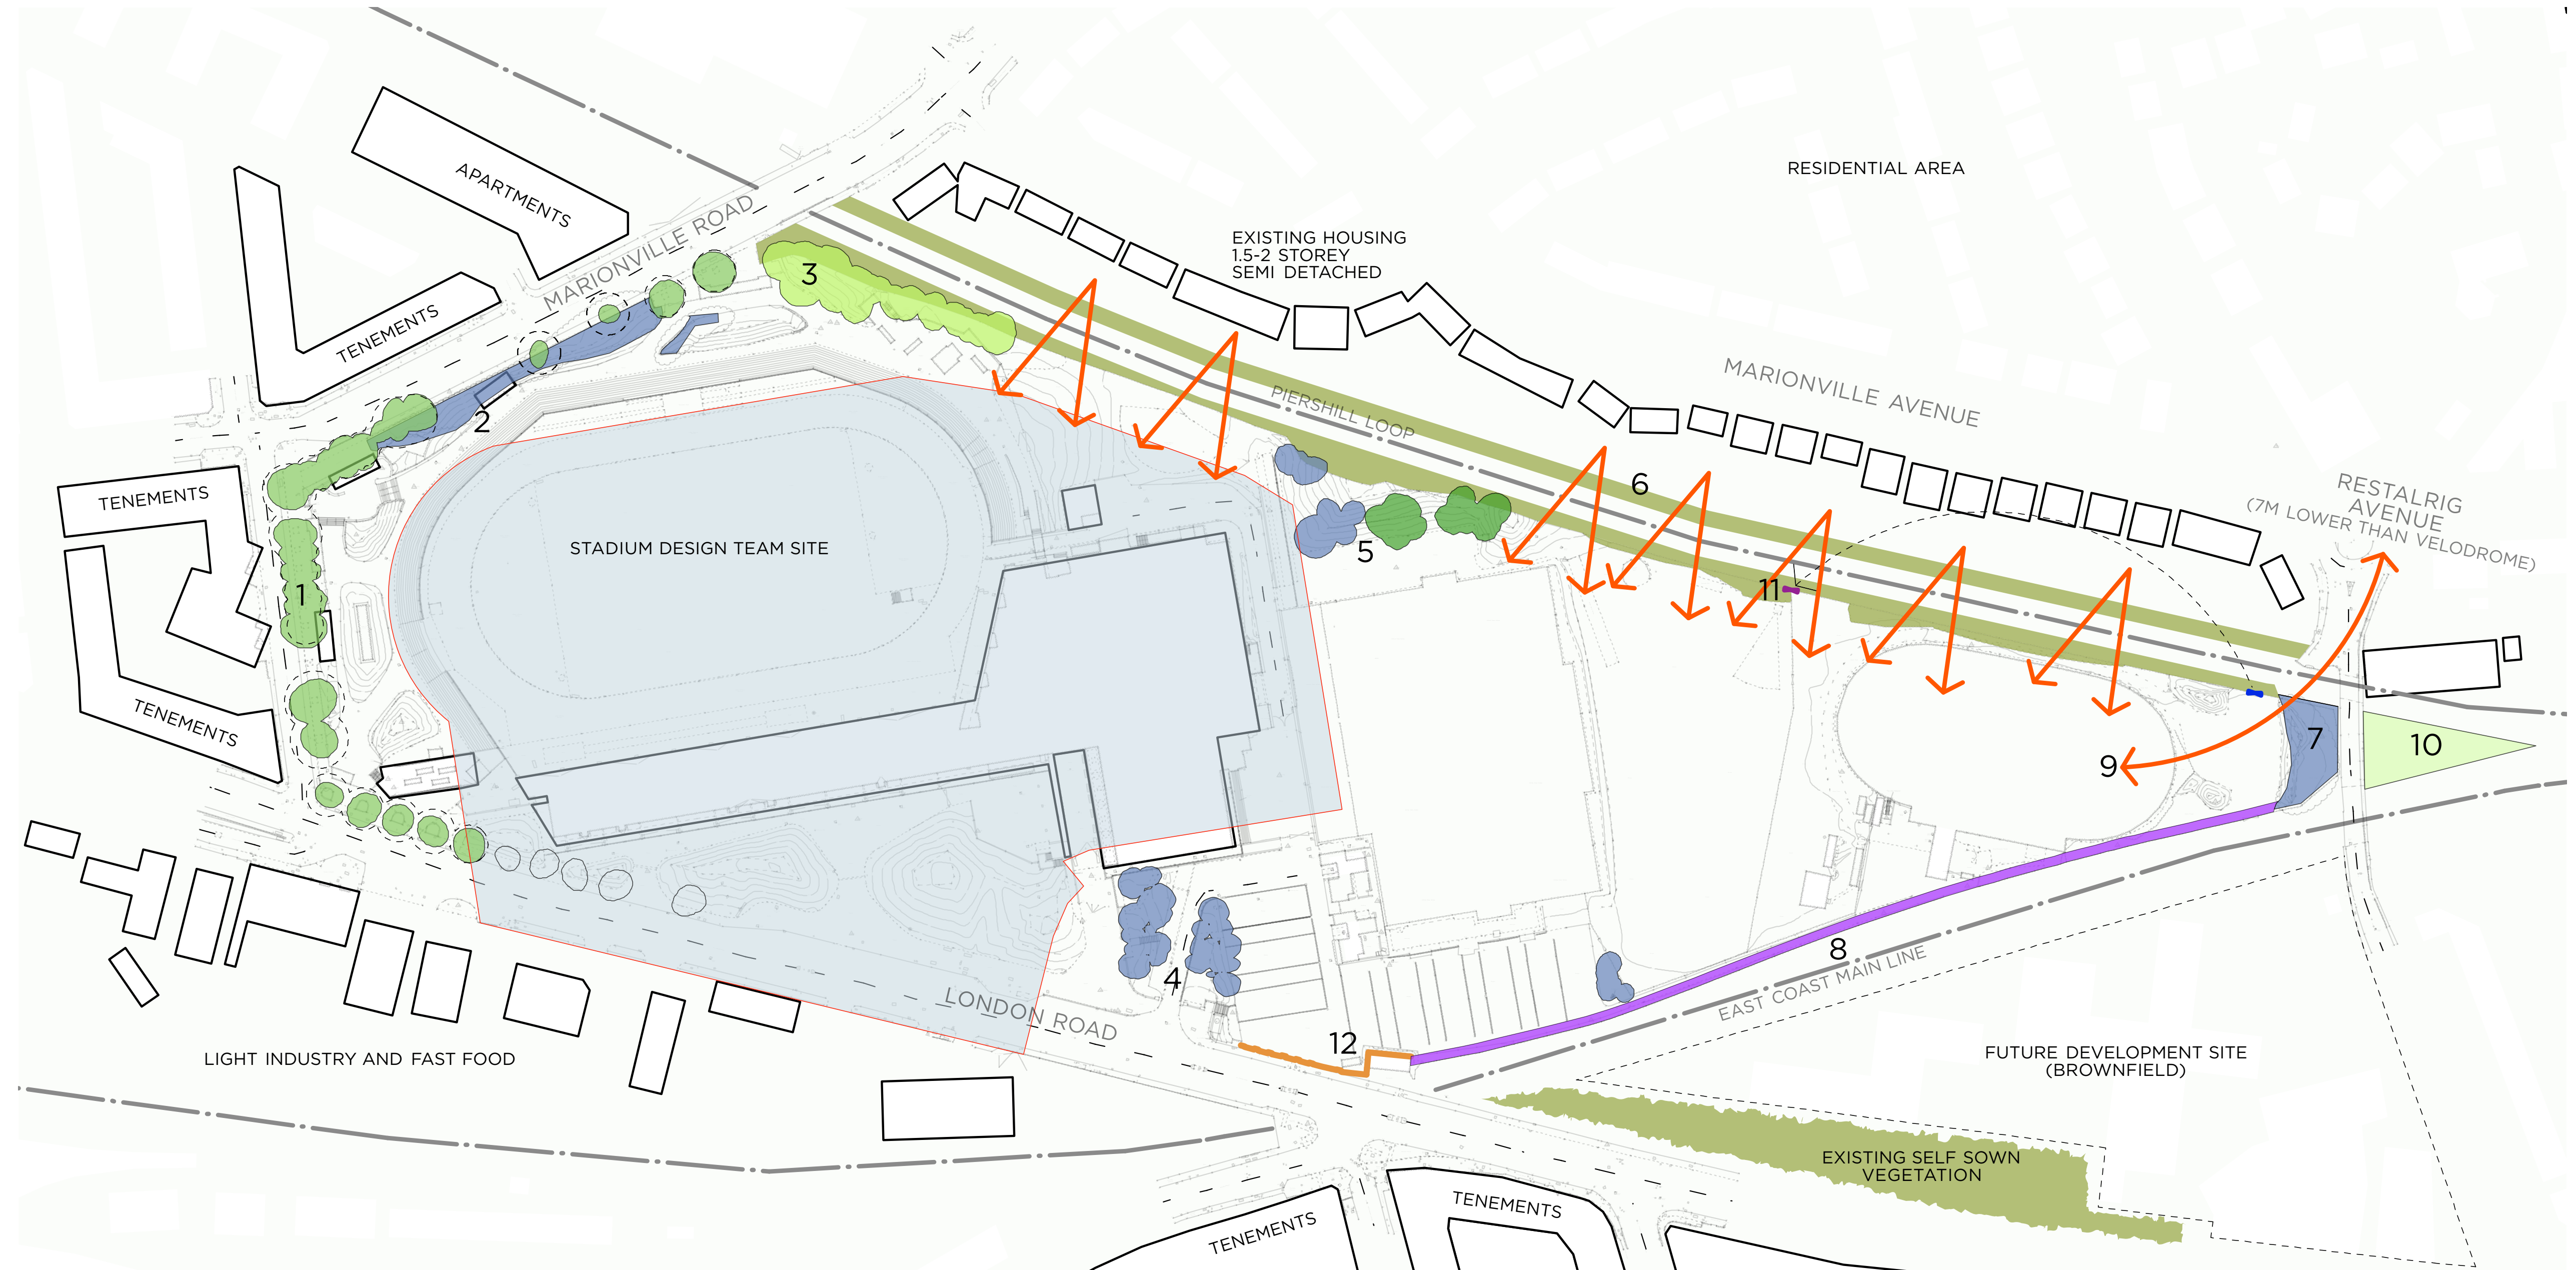 APARTMENTS
MARIONVILLE ROAD
TENEMENTS
RESIDENTIAL AREA
EXISTING HOUSING
1.5-2 STOREY
SEMI DETACHED
3
2
PIERSHILL LOOP
MARIONVILLE AVENUE
6
RESTALRIG
AVENUE
(7M LOWER THAN VELODROME)
TENEMENTS
STADIUM DESIGN TEAM SITE
5
1
11
TENEMENTS
7
10
9
8
EAST COAST MAIN LINE
4
LONDON ROAD
12
LIGHT INDUSTRY AND FAST FOOD
FUTURE DEVELOPMENT SITE
(BROWNFIELD)
EXISTING SELF SOWN
VEGETATION
TENEMENTS
TENEMENTS